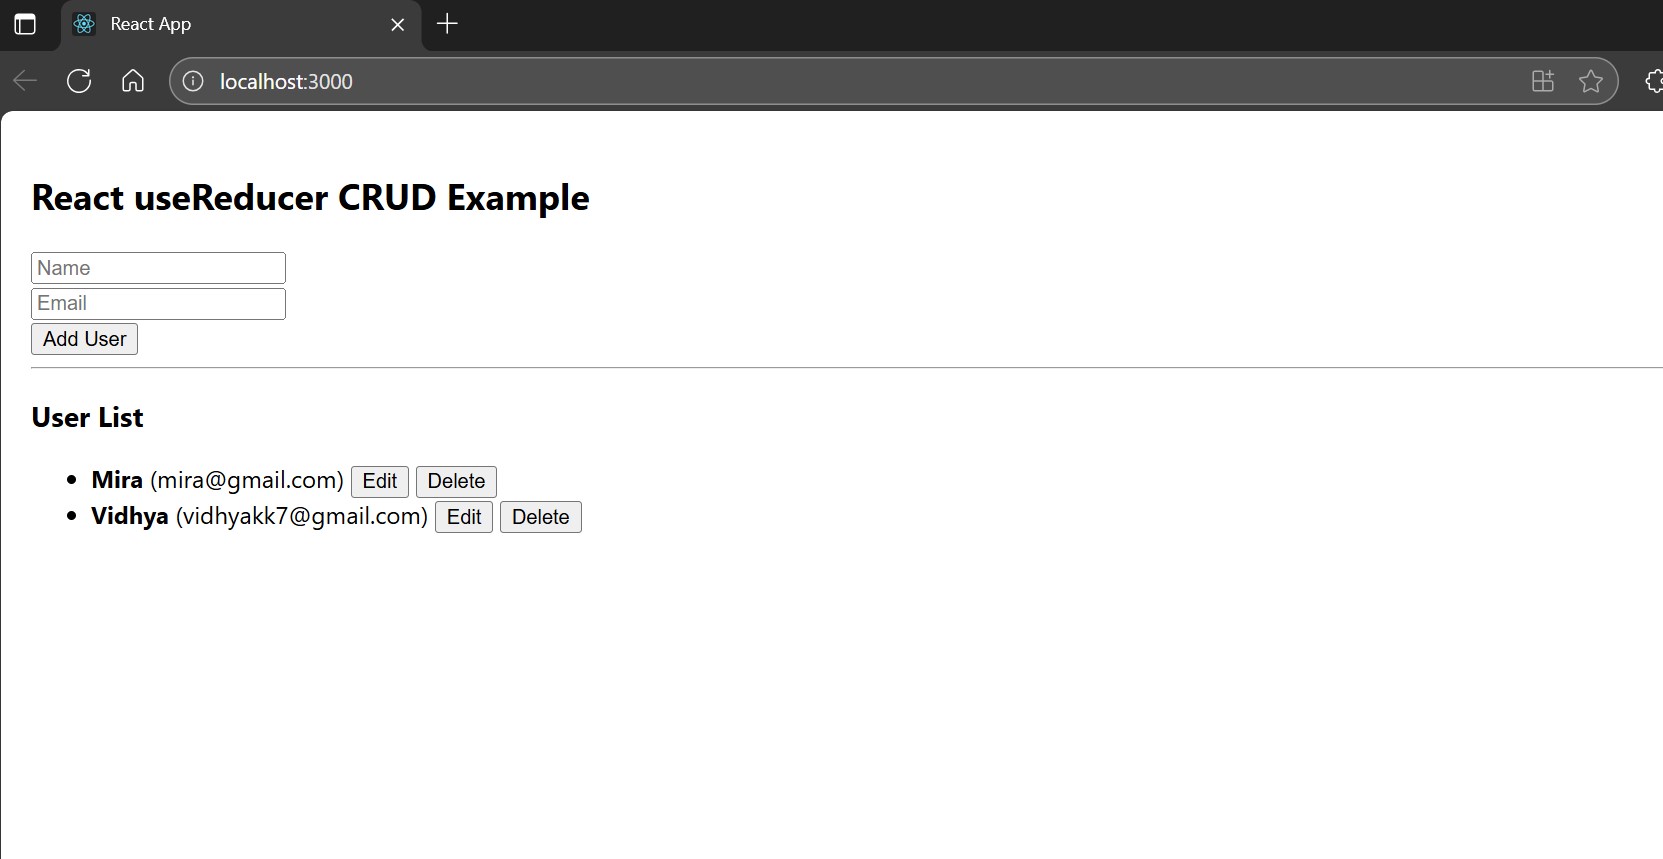 React App
localhost:3000
React useReducer CRUD Example
Name
Email
Add User
User List
Mira (mira@gmail.com) Edit Delete
Vidhya (vidhyakk7@gmail.com) Edit Delete